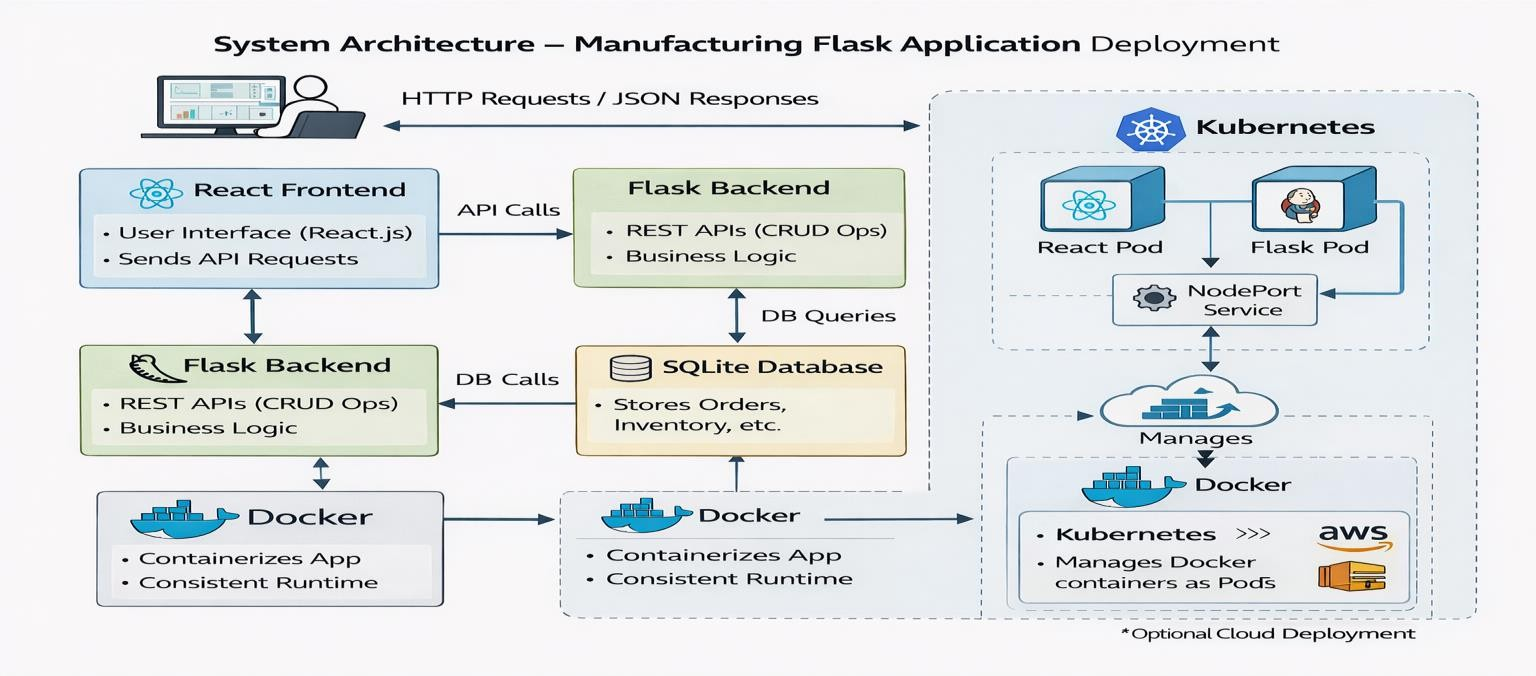 System Architecture – Manufacturing Flask Application Deployment
HTTP Requests / JSON Responses
React Frontend
• User Interface (React.js)
• Sends API Requests
API Calls
Flask Backend
• REST APIs (CRUD Ops)
• Business Logic
DB Queries
Flask Backend
• REST APIs (CRUD Ops)
• Business Logic
DB Calls
SQLite Database
• Stores Orders,
Inventory, etc.
Docker
• Containerizes App
• Consistent Runtime
Docker
• Containerizes App
• Consistent Runtime
Kubernetes
React Pod
Flask Pod
NodePort
Service
Manages
Docker
• Kubernetes >>>
• Manages Docker
containers as Pods
aws
*Optional Cloud Deployment